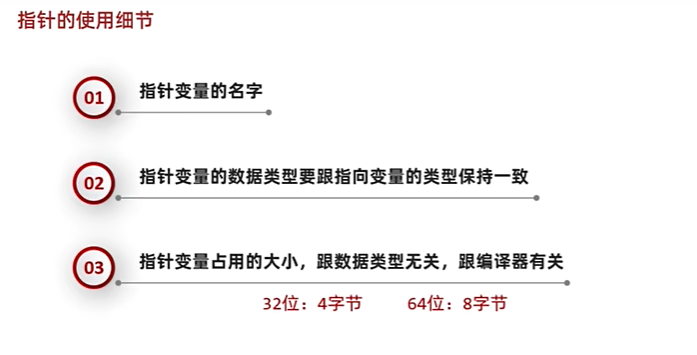 指针的使用细节
01 指针变量的名字
02 指针变量的数据类型要跟指向变量的类型保持一致
03 指针变量占用的大小，跟数据类型无关，跟编译器有关
32位：4字节 64位：8字节